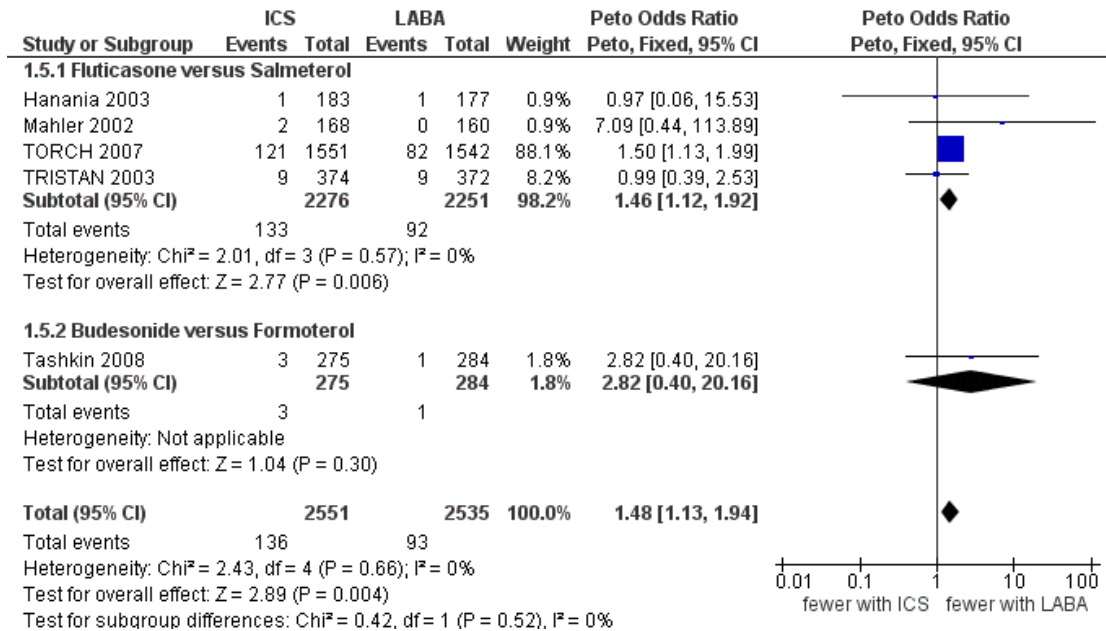 ICS LABA Peto Odds Ratio Peto Odds Ratio
Study or Subgroup Events Total Events Total Weight Peto, Fixed, 95% CI Peto, Fixed, 95% CI
1.5.1 Fluticasone versus Salmeterol
Hanania 2003 1 183 1 177 0.9% 0.97 [0.06, 15.53]
Mahler 2002 2 168 0 160 0.9% 7.09 [0.44, 113.89]
TORCH 2007 121 1551 82 1542 88.1% 1.50 [1.13, 1.99]
TRISTAN 2003 9 374 9 372 8.2% 0.99 [0.39, 2.53]
Subtotal (95% CI) 2276 2251 98.2% 1.46 [1.12, 1.92]
Total events 133 92
Heterogeneity: Chi² = 2.01, df = 3 (P = 0.57); I² = 0%
Test for overall effect: Z = 2.77 (P = 0.006)
1.5.2 Budesonide versus Formoterol
Tashkin 2008 3 275 1 284 1.8% 2.82 [0.40, 20.16]
Subtotal (95% CI) 275 284 1.8% 2.82 [0.40, 20.16]
Total events 3 1
Heterogeneity: Not applicable
Test for overall effect: Z = 1.04 (P = 0.30)
Total (95% CI) 2551 2535 100.0% 1.48 [1.13, 1.94]
Total events 136 93
Heterogeneity: Chi² = 2.43, df = 4 (P = 0.66); I² = 0%
Test for overall effect: Z = 2.89 (P = 0.004)
Test for subgroup differences: Chi² = 0.42, df = 1 (P = 0.52), I² = 0%
0.01 0.1 1 10 100
fewer with ICS fewer with LABA